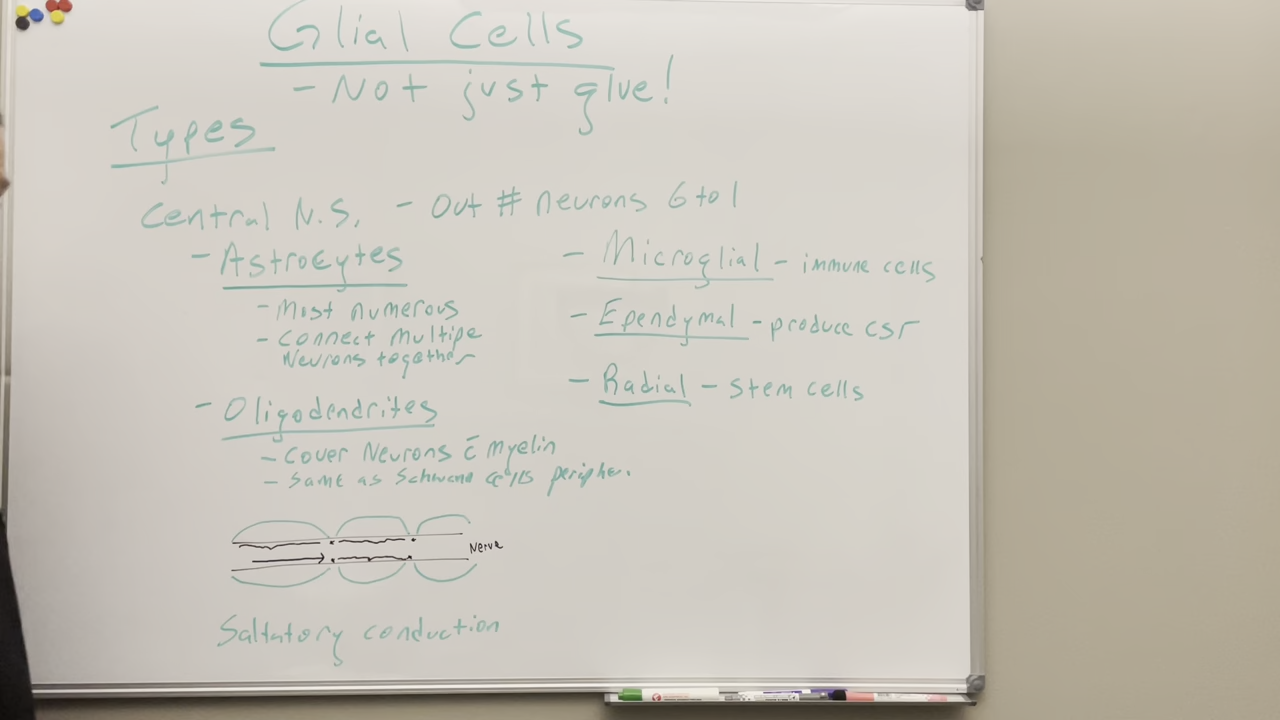 Glial Cells
- Not just glue!
Types
Central N.S. - Out # neurons 6 to 1
- Astrocytes
- Most numerous
- Connect Multipe
Neurons together
- Oligodendrites
- Cover Neurons c̄ myelin
- Same as Schwann cells peripher.
- Microglial - immune cells
- Ependymal - produce CSF
- Radial - Stem cells
Nerve
Saltatory conduction